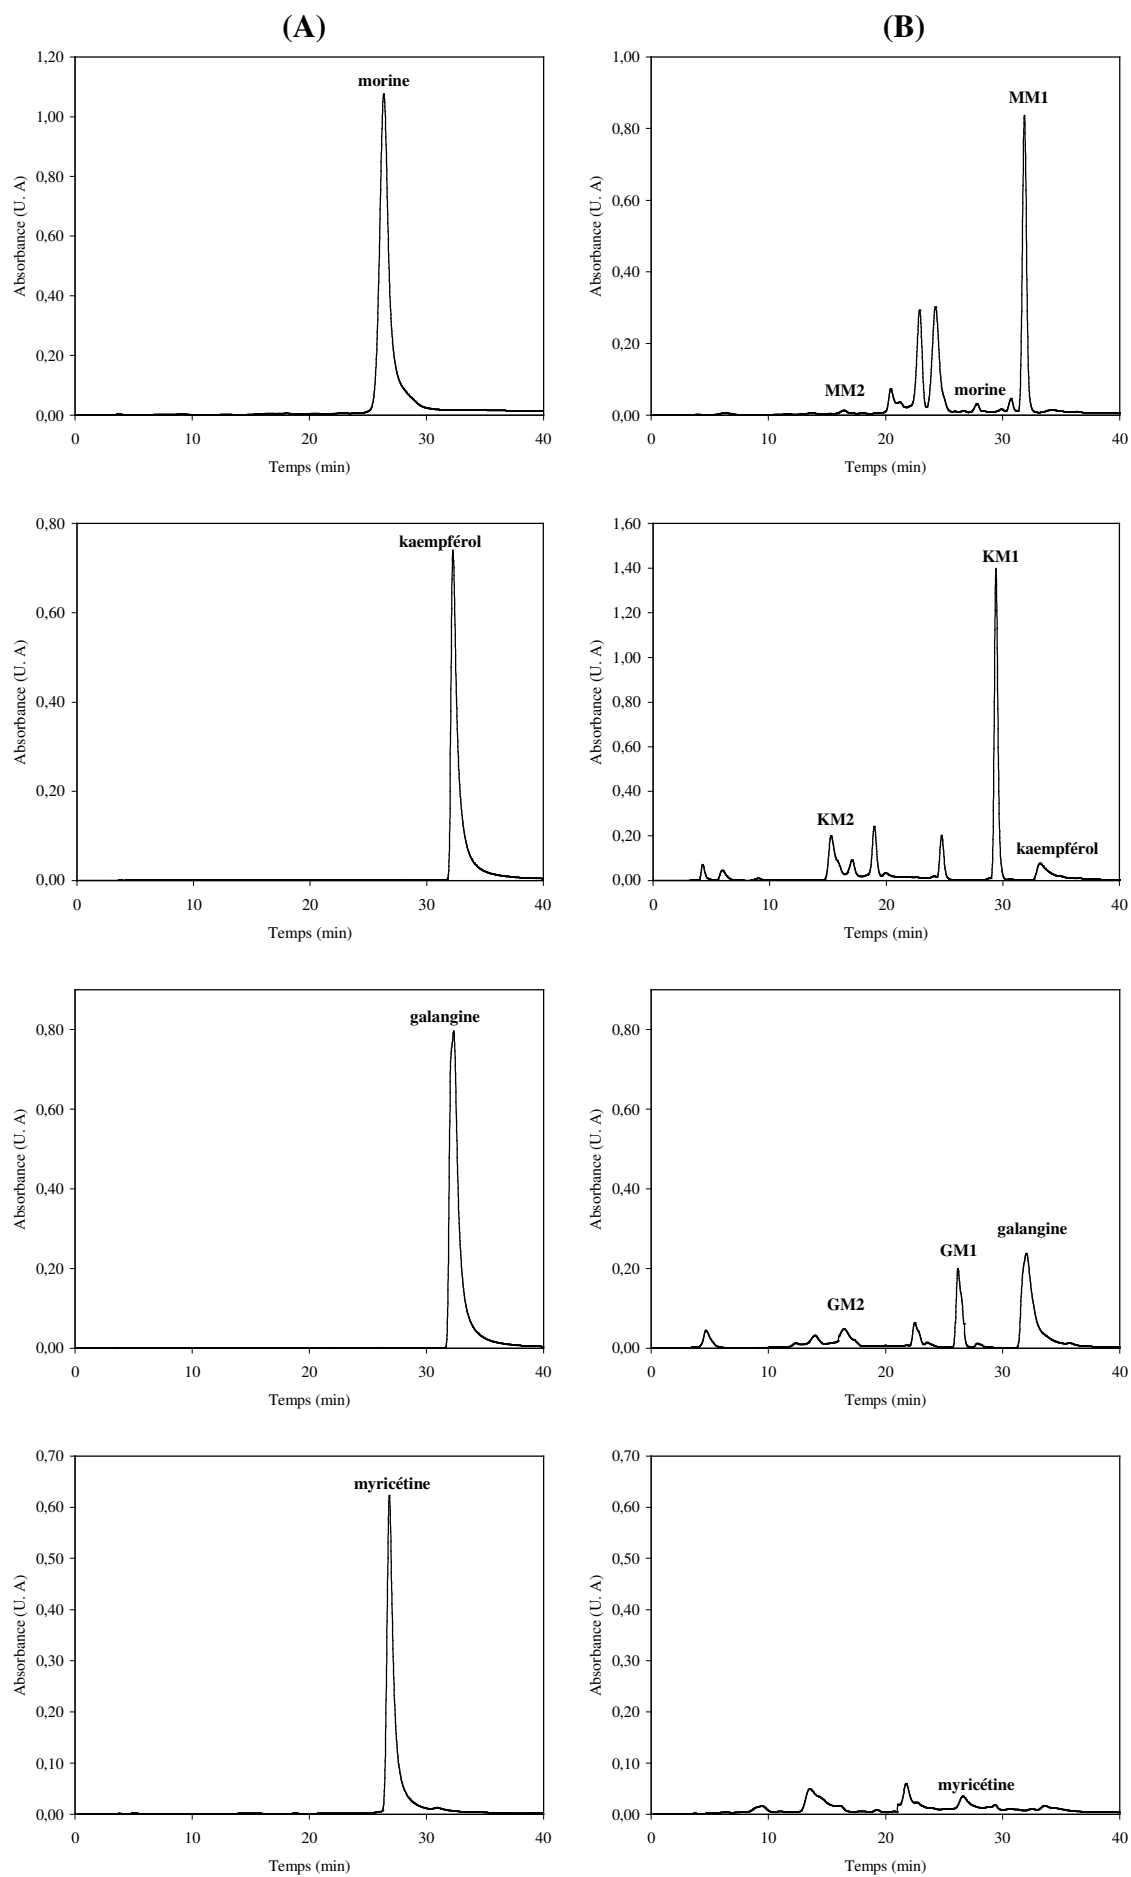 (A)
(B)
1,20
1,00
0,80
0,60
0,40
0,20
0,00
Absorbance (U. A)
morine
0
10
20
30
40
Temps (min)
1,00
0,80
0,60
0,40
0,20
0,00
Absorbance (U. A)
MM1
MM2
morine
0
10
20
30
40
Temps (min)
0,80
0,60
0,40
0,20
0,00
Absorbance (U. A)
kaempférol
0
10
20
30
40
Temps (min)
1,60
1,40
1,20
1,00
0,80
0,60
0,40
0,20
0,00
Absorbance (U. A)
KM1
KM2
kaempférol
0
10
20
30
40
Temps (min)
0,80
0,60
0,40
0,20
0,00
Absorbance (U. A)
galangine
0
10
20
30
40
Temps (min)
0,80
0,60
0,40
0,20
0,00
Absorbance (U. A)
galangine
GM1
GM2
0
10
20
30
40
Temps (min)
0,70
0,60
0,50
0,40
0,30
0,20
0,10
0,00
Absorbance (U. A)
myricétine
0
10
20
30
40
Temps (min)
0,70
0,60
0,50
0,40
0,30
0,20
0,10
0,00
Absorbance (U. A)
myricétine
0
10
20
30
40
Temps (min)